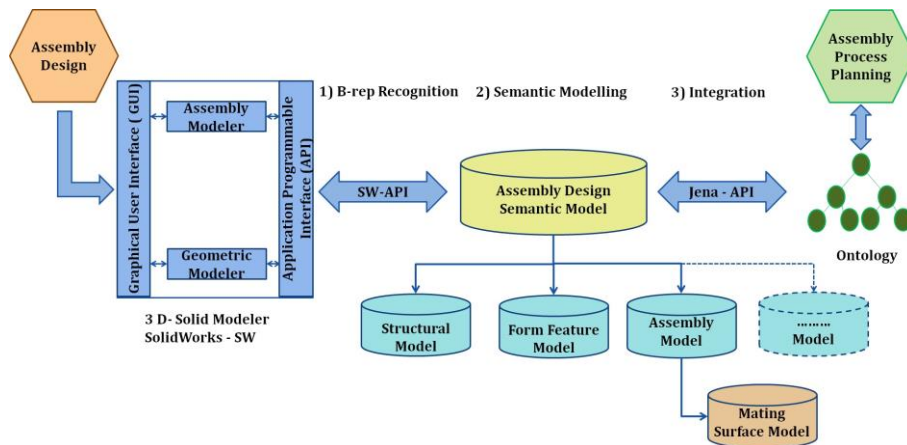 Assembly
Design
Graphical User Interface ( GUI)
Assembly
Modeler
Geometric
Modeler
Application Programmable
Interface (API)
3 D- Solid Modeler
SolidWorks - SW
1) B-rep Recognition
2) Semantic Modelling
3) Integration
SW-API
Assembly Design
Semantic Model
Jena - API
Assembly
Process
Planning
Ontology
Structural
Model
Form Feature
Model
Assembly
Model
.........
Model
Mating
Surface Model